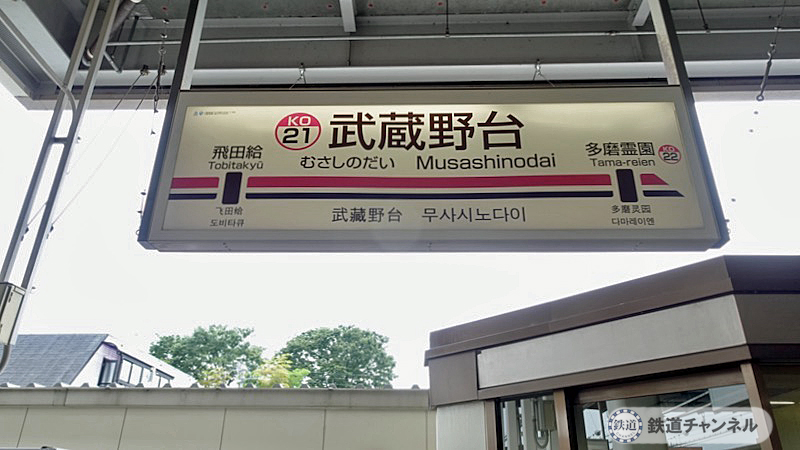 KO
21
武蔵野台
むさしのだい Musashinodai
飛田給
Tobitakyū
多磨霊園
Tama-reien
KO
22
飞田给
도비타큐
武藏野台 무사시노다이
多磨灵园
다마레이엔
鉄道 鉄道チャンネル